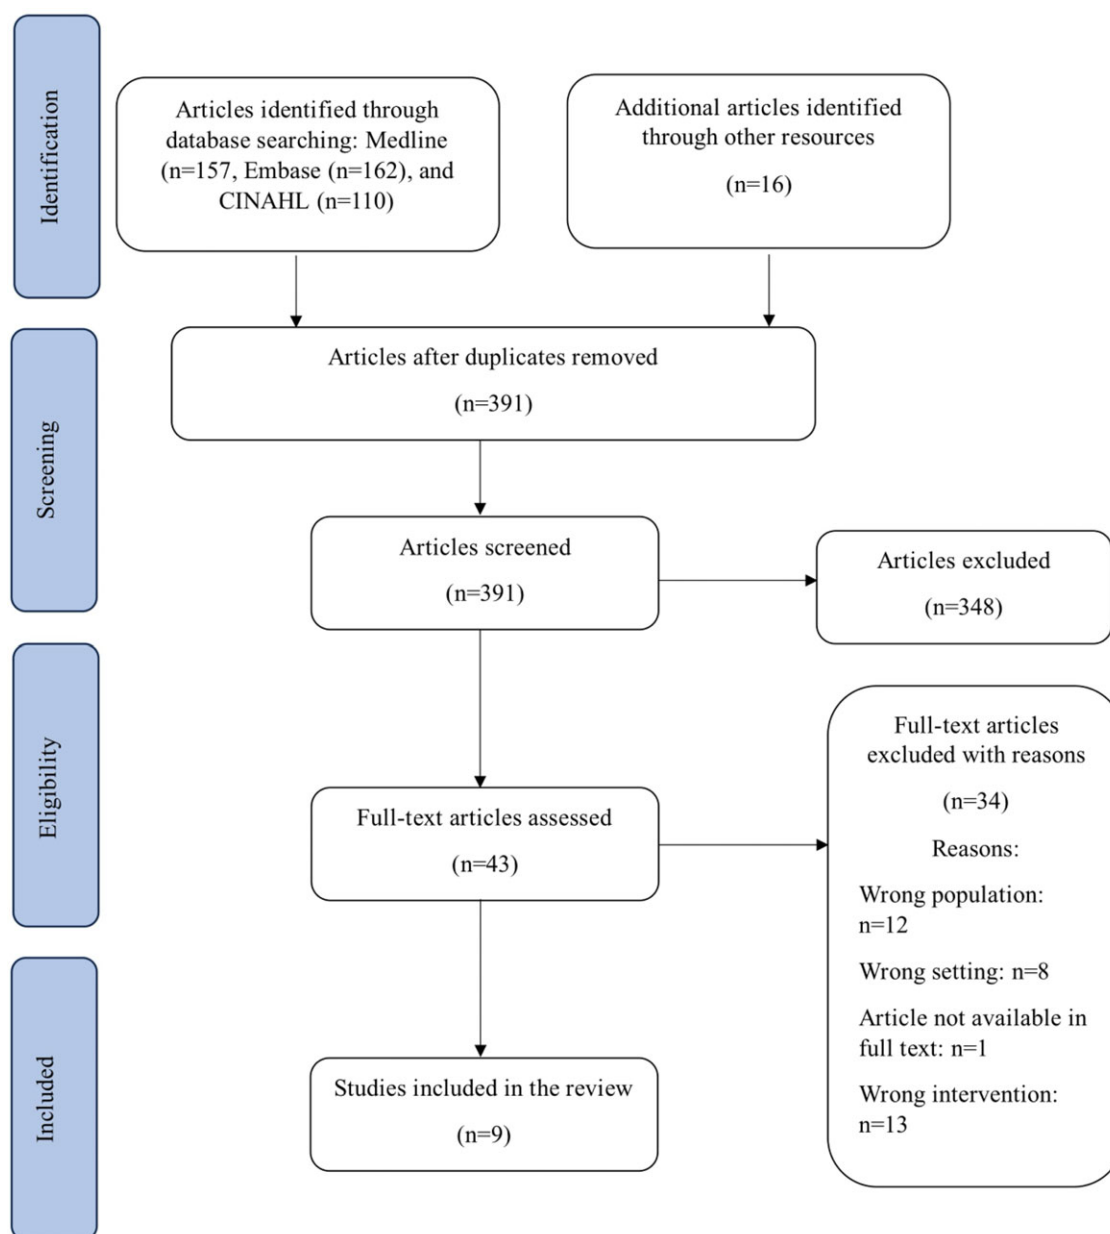 Identification
Articles identified through
database searching: Medline
(n=157, Embase (n=162), and
CINAHL (n=110)
Additional articles identified
through other resources
(n=16)
Screening
Articles after duplicates removed
(n=391)
Articles screened
(n=391)
Articles excluded
(n=348)
Eligibility
Full-text articles assessed
(n=43)
Full-text articles
excluded with reasons
(n=34)
Reasons:
Wrong population:
n=12
Wrong setting: n=8
Article not available in
full text: n=1
Wrong intervention:
n=13
Included
Studies included in the review
(n=9)